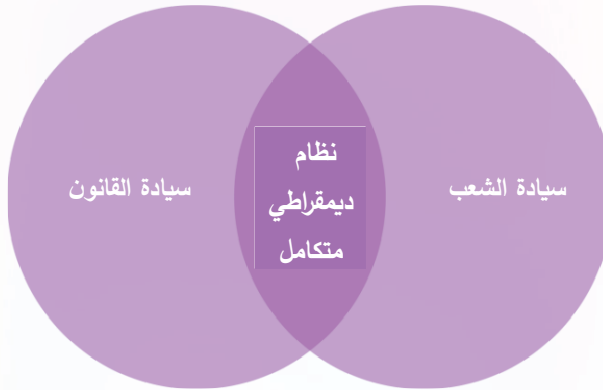 سيادة الشعب
نظام
ديمقراطي
متكامل
سيادة القانون